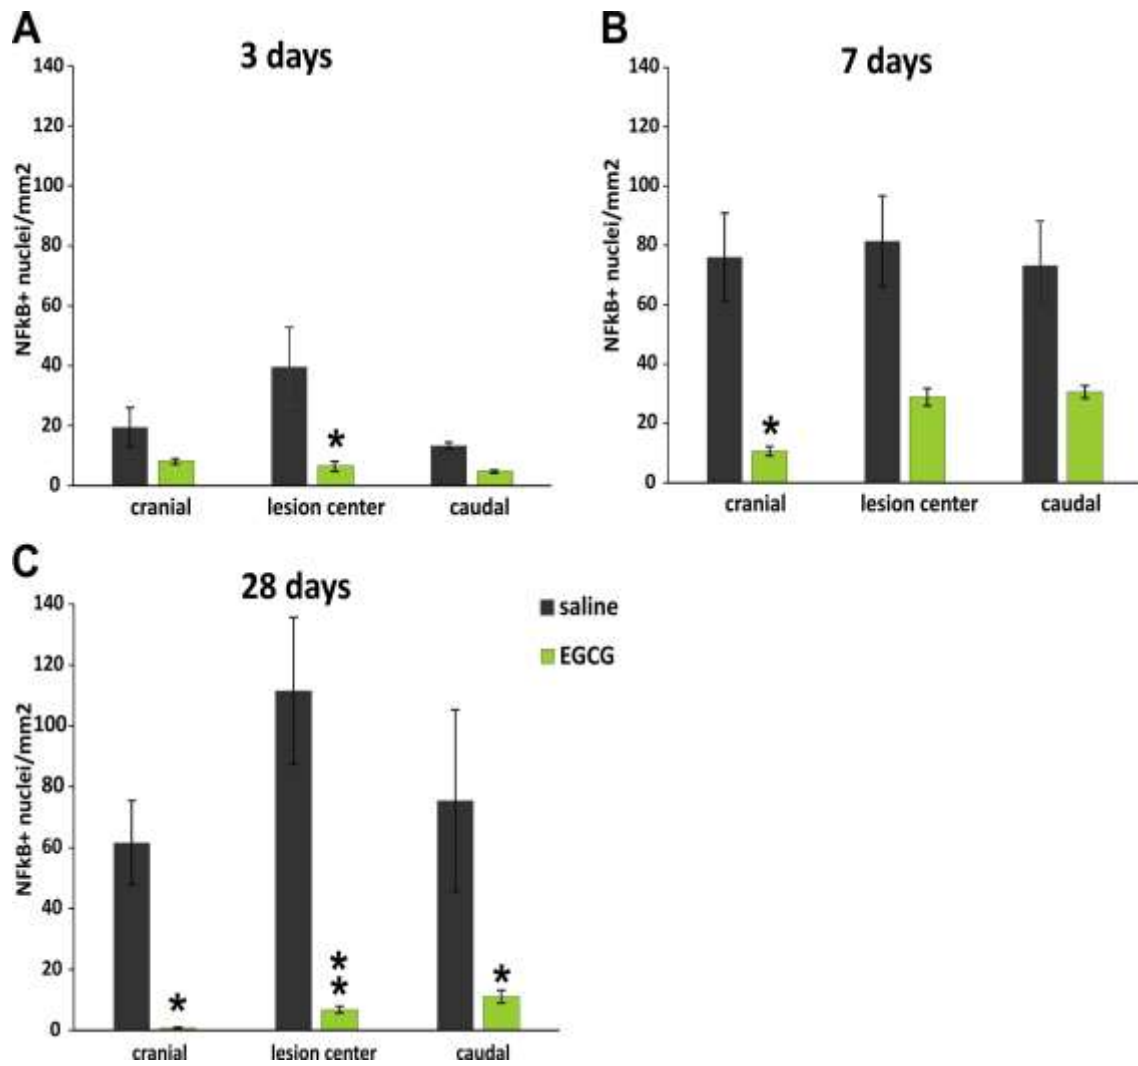 A
3 days
NFkB+ nuclei/mm2
140
120
100
80
60
40
20
0
*
cranial
lesion center
caudal
B
7 days
NFkB+ nuclei/mm2
140
120
100
80
60
40
20
0
*
cranial
lesion center
caudal
C
28 days
NFkB+ nuclei/mm2
140
120
100
80
60
40
20
0
*
*
*
*
cranial
lesion center
caudal
saline
EGCG